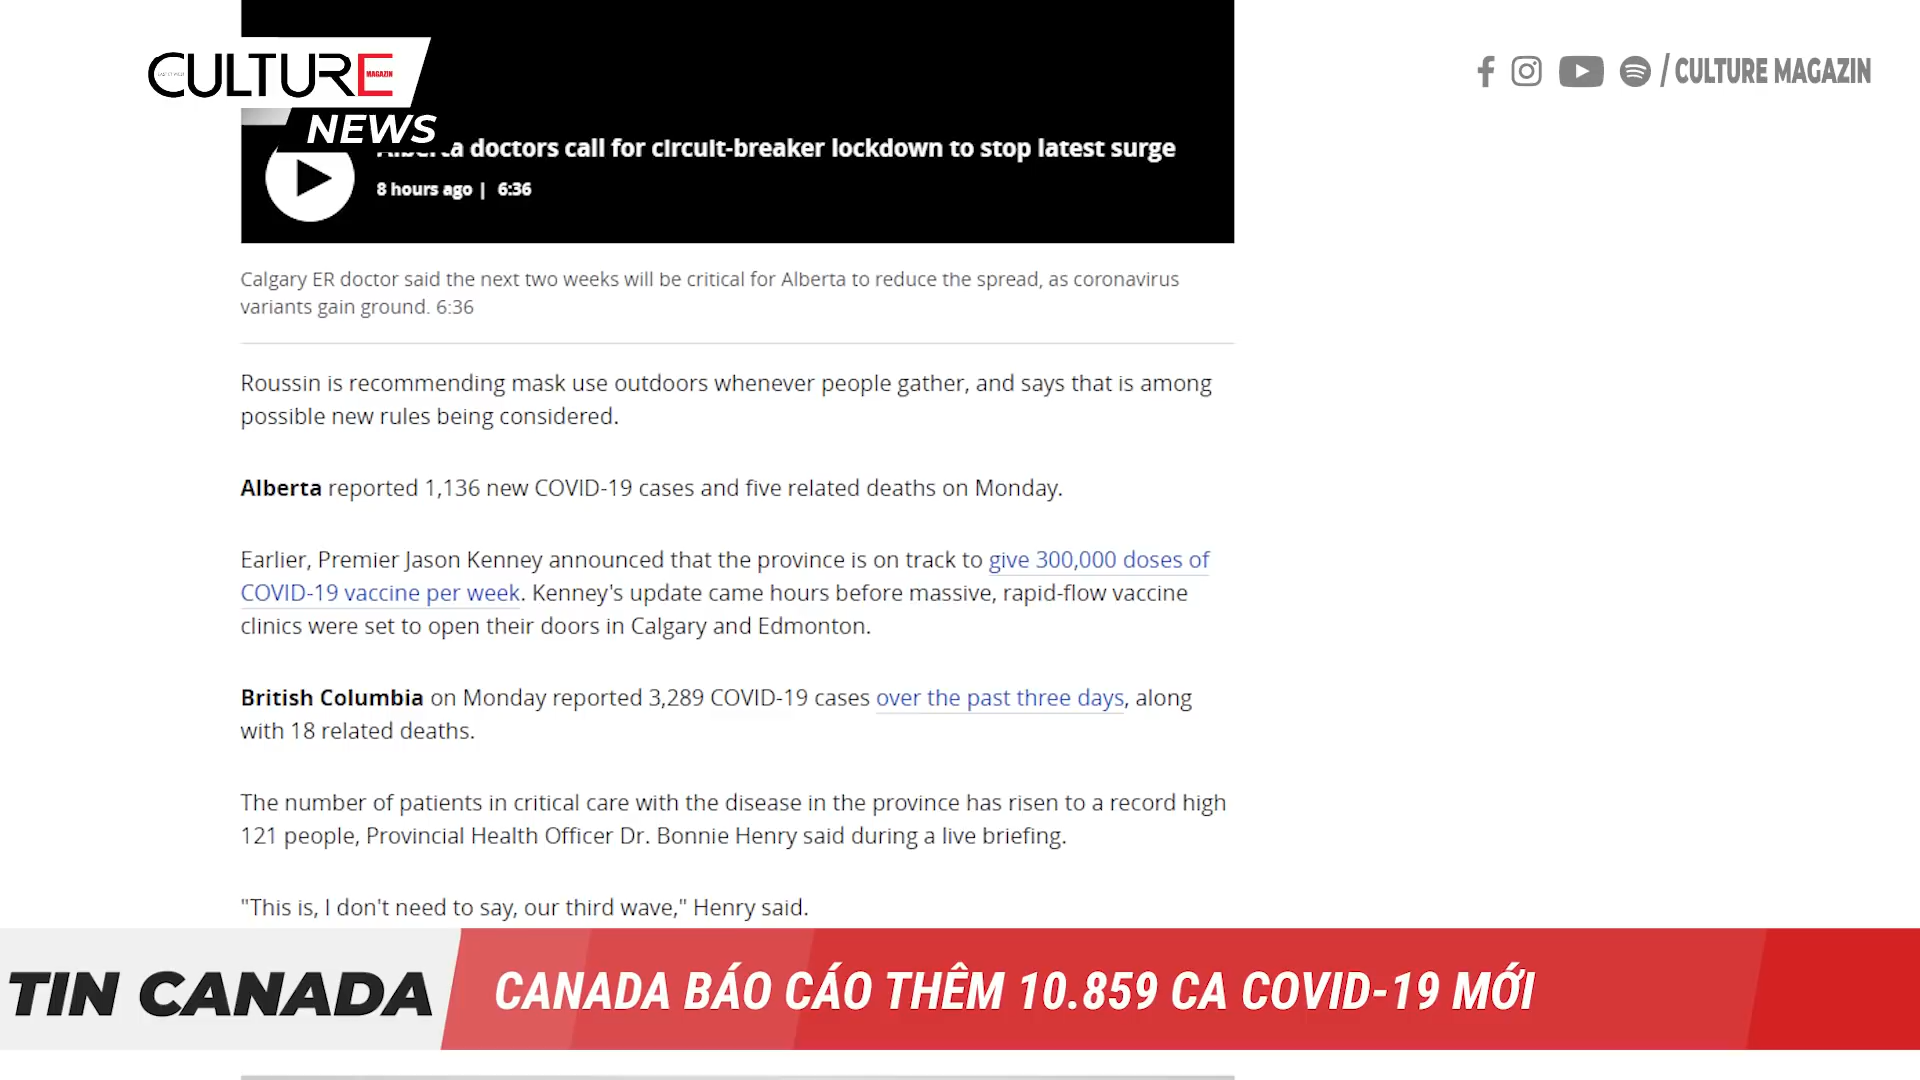 CULTURE
MAGAZIN
NEWS
/ CULTURE MAGAZIN
doctors call for circuit-breaker lockdown to stop latest surge
8 hours ago | 6:36
Calgary ER doctor said the next two weeks will be critical for Alberta to reduce the spread, as coronavirus
variants gain ground. 6:36
Roussin is recommending mask use outdoors whenever people gather, and says that is among
possible new rules being considered.
Alberta reported 1,136 new COVID-19 cases and five related deaths on Monday.
Earlier, Premier Jason Kenney announced that the province is on track to give 300,000 doses of
COVID-19 vaccine per week. Kenney's update came hours before massive, rapid-flow vaccine
clinics were set to open their doors in Calgary and Edmonton.
British Columbia on Monday reported 3,289 COVID-19 cases over the past three days, along
with 18 related deaths.
The number of patients in critical care with the disease in the province has risen to a record high
121 people, Provincial Health Officer Dr. Bonnie Henry said during a live briefing.
"This is, I don't need to say, our third wave," Henry said.
TIN CANADA
CANADA BÁO CÁO THÊM 10.859 CA COVID-19 MỚI